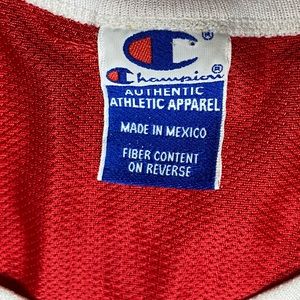 C®
Champion®
AUTHENTIC
ATHLETIC APPAREL
MADE IN MEXICO
FIBER CONTENT
ON REVERSE